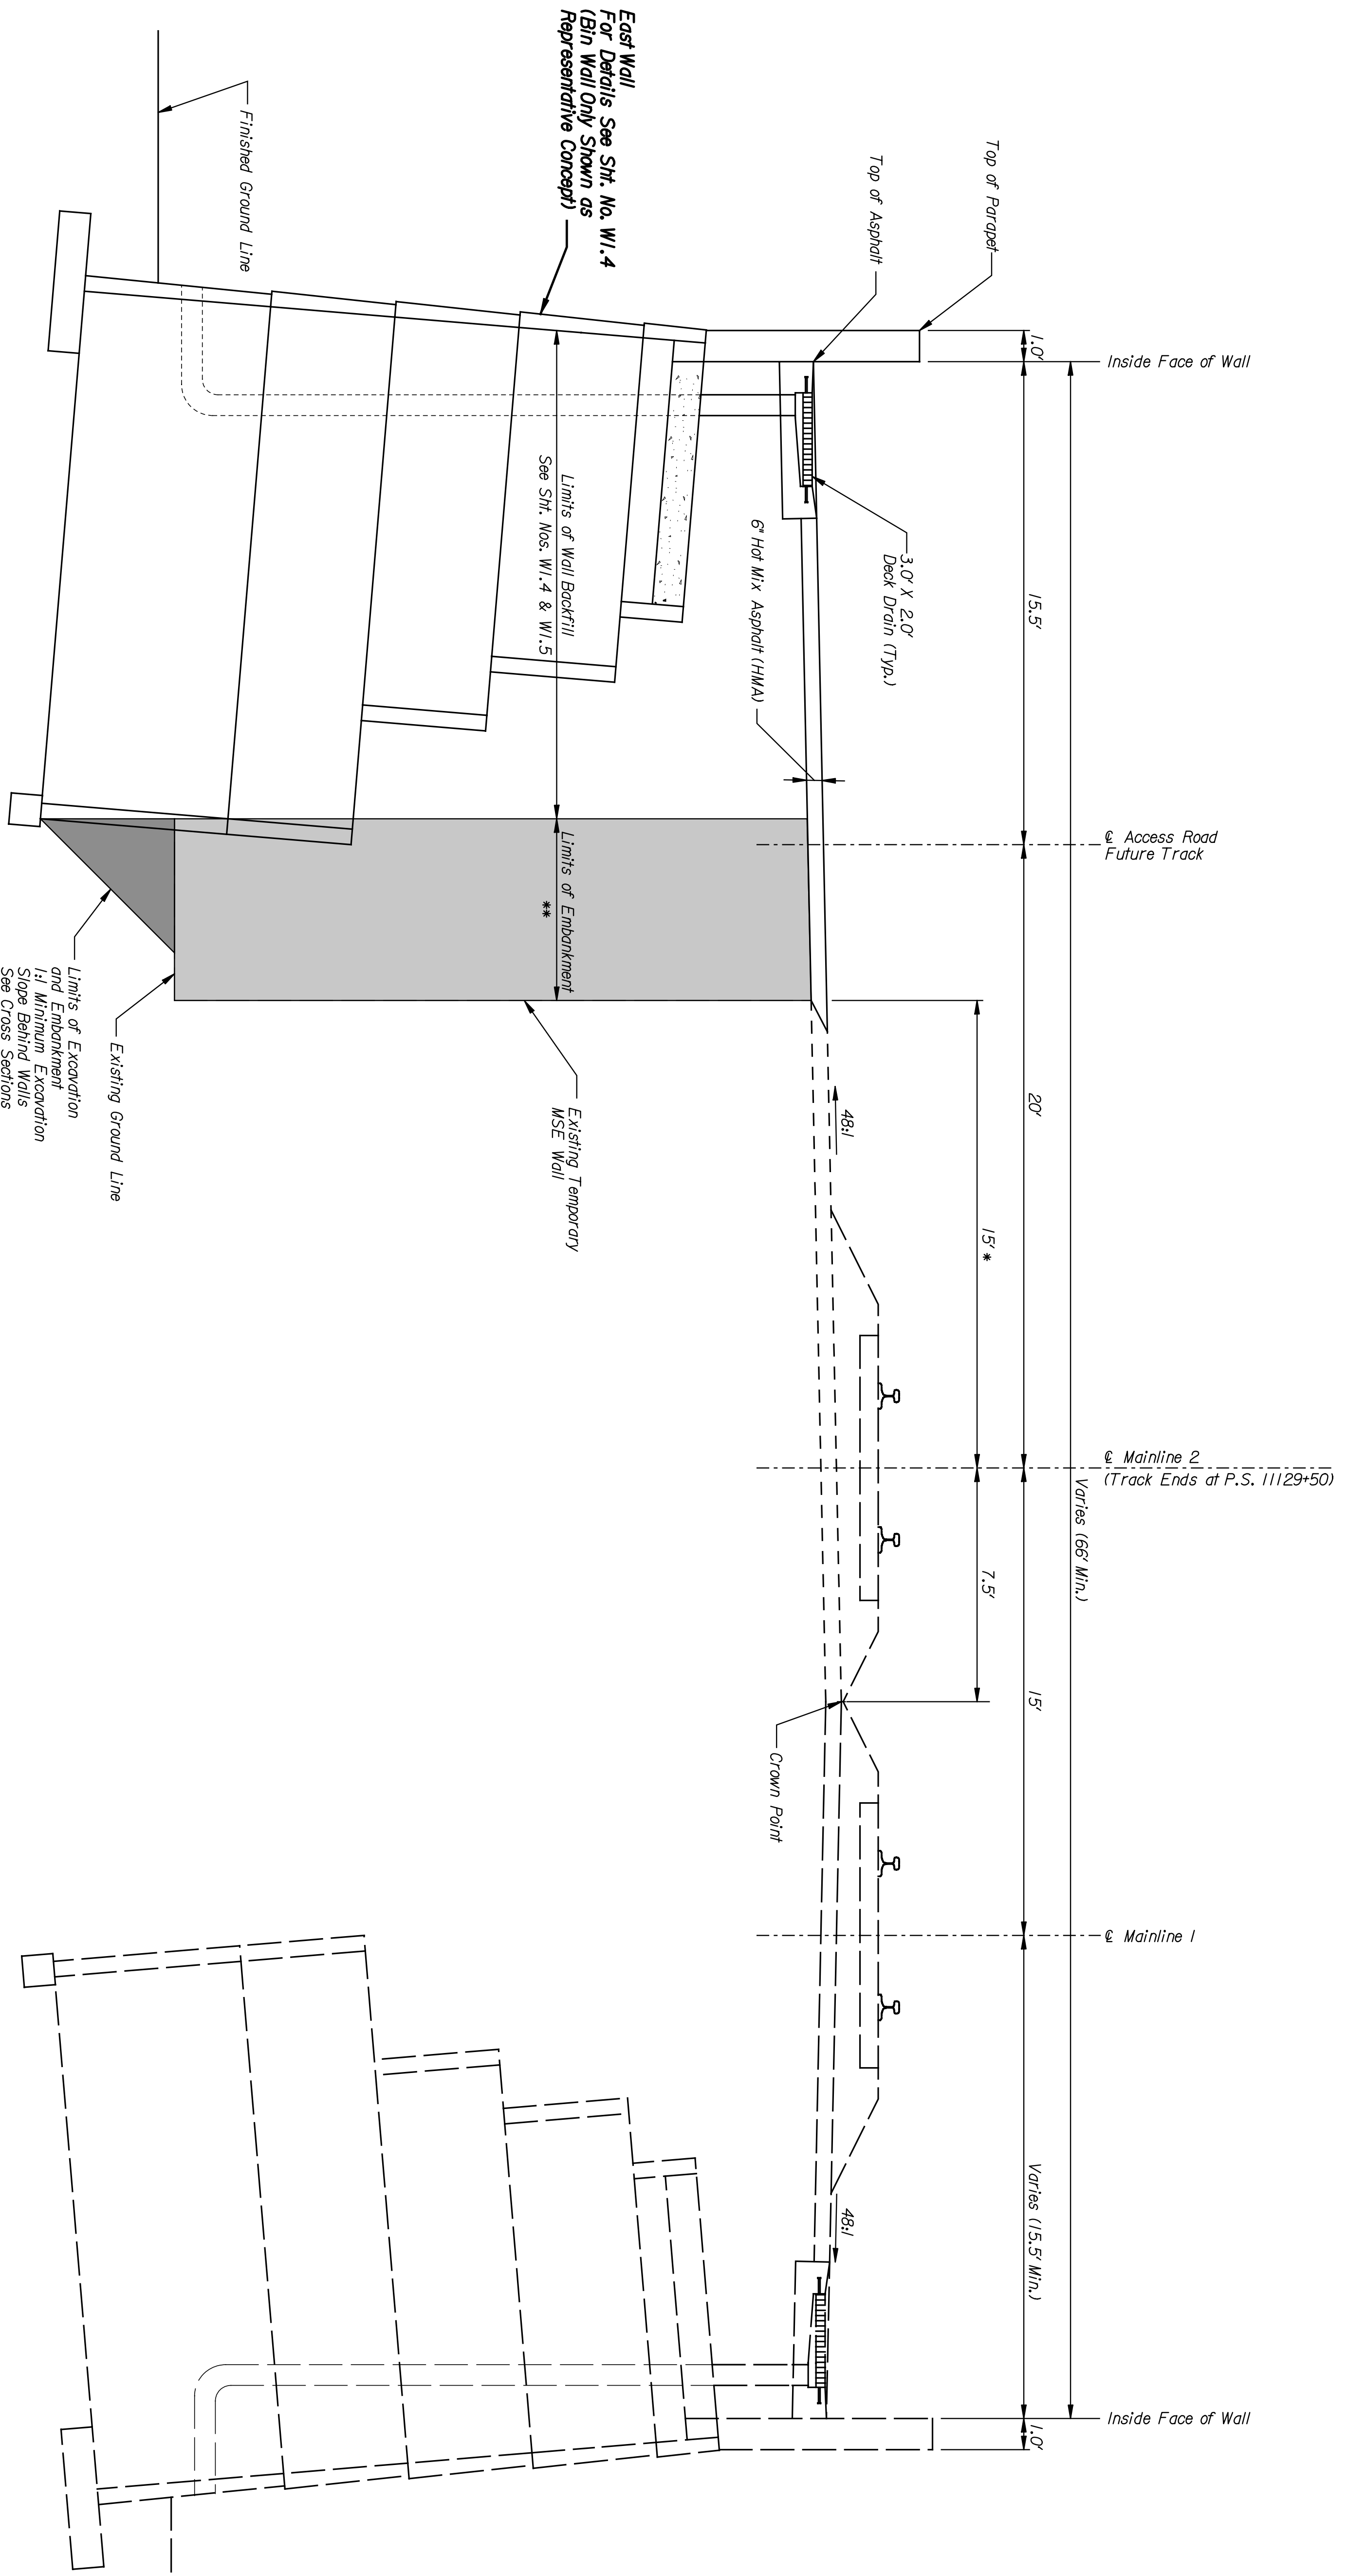 Inside Face of Wall
℄ Access Road
Future Track
℄ Mainline 2
(Track Ends at P.S. 11129+50)
℄ Mainline 1
Inside Face of Wall
Varies (66' Min.)
1.0'
15.5'
20'
15'
Varies (15.5' Min.)
1.0'
15' *
7.5'
Top of Parapet
Top of Asphalt
3.0' X 2.0'
Deck Drain (Typ.)
48:1
48:1
6" Hot Mix Asphalt (HMA)
Crown Point
East Wall
For Details See Sht. No. W1.4
(Bin Wall Only Shown as
Representative Concept)
Limits of Wall Backfill
See Sht. Nos. W1.4 & W1.5
Limits of Embankment
**
Existing Temporary
MSE Wall
Finished Ground Line
Existing Ground Line
Limits of Excavation
and Embankment
1:1 Minimum Excavation
Slope Behind Walls
See Cross Sections